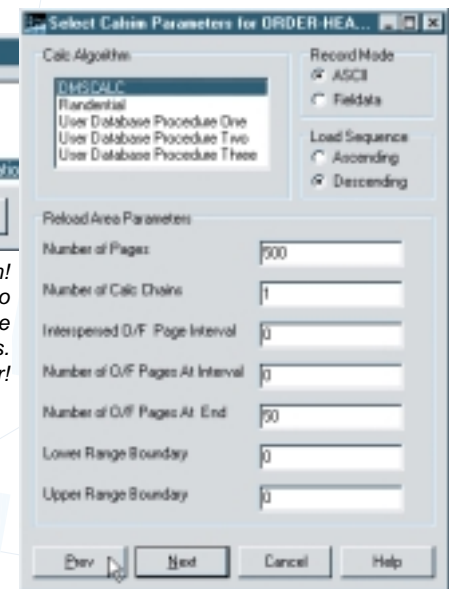 Select Calsim Parameters for ORDER-HEA...
Calc Algorithm
DMSCALC
Randential
User Database Procedure One
User Database Procedure Two
User Database Procedure Three
Record Mode
ASCII
Fieldata
Load Sequence
Ascending
Descending
Reload Area Parameters
Number of Pages
500
Number of Calc Chains
1
Interspersed O/F Page Interval
0
Number of O/F Pages At Interval
0
Number of O/F Pages At End
50
Lower Range Boundary
0
Upper Range Boundary
0
Prev
Next
Cancel
Help